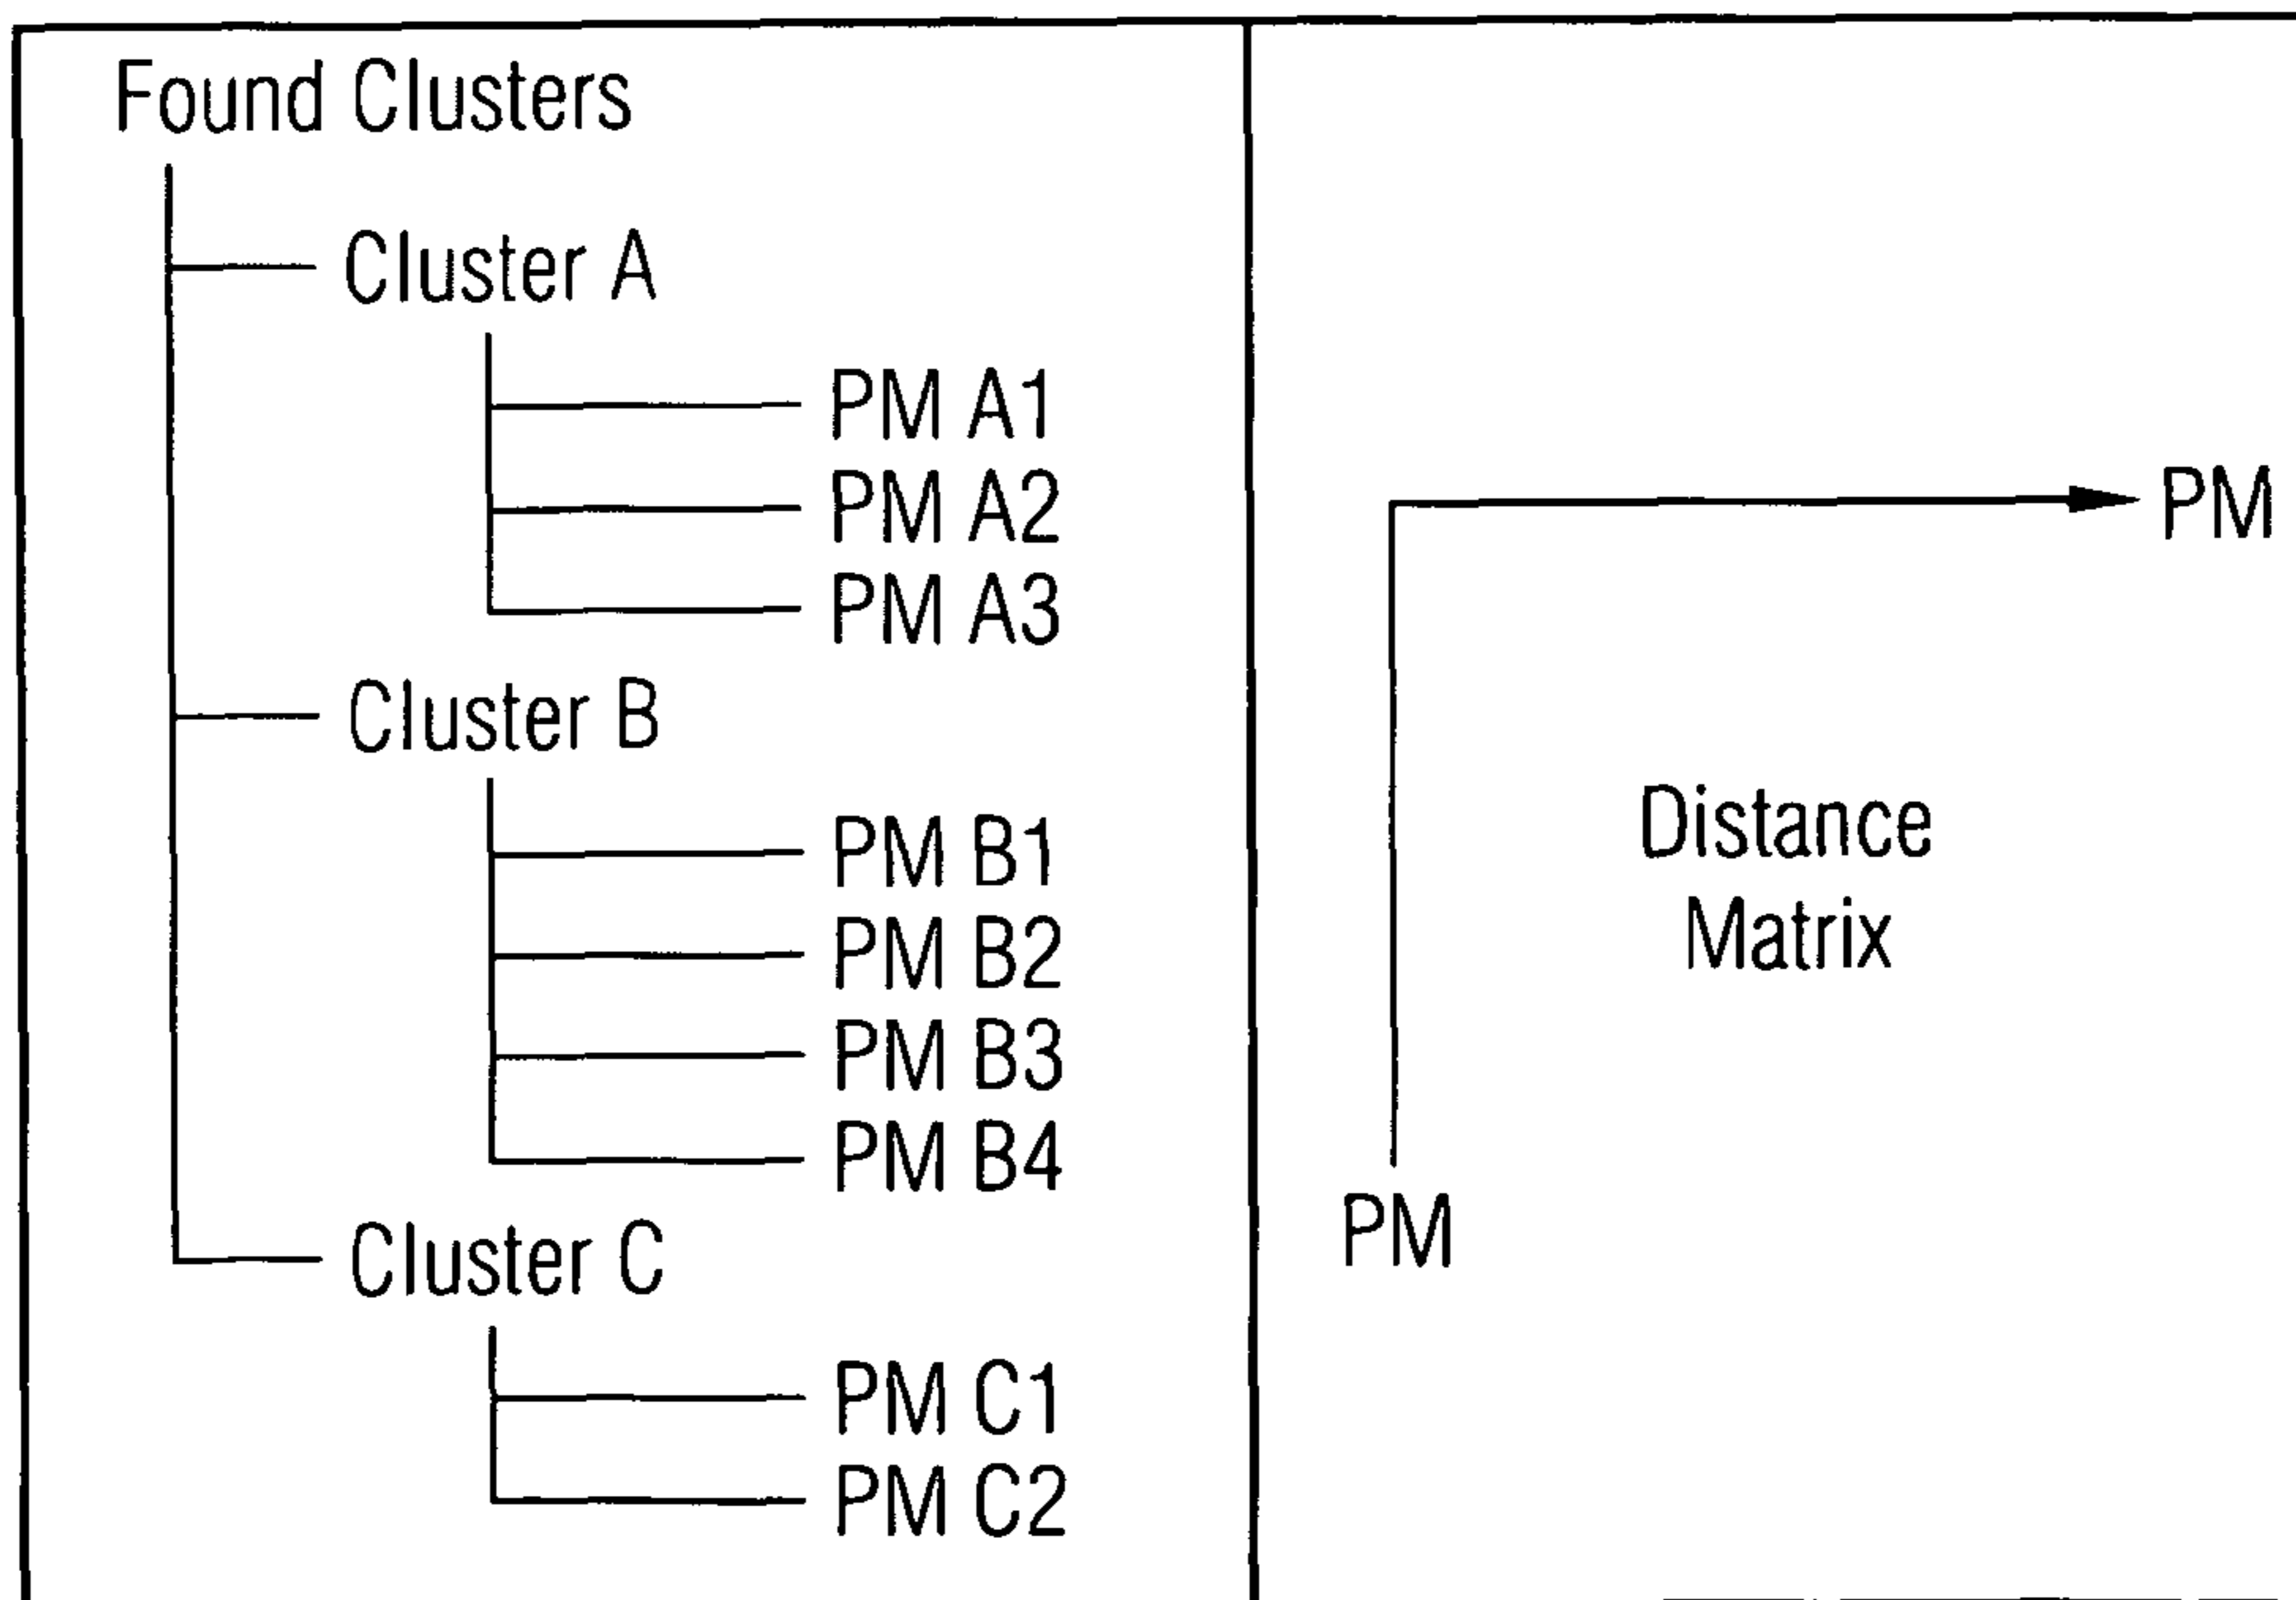 Found Clusters
Cluster A
PM A1
PM A2
PM A3
Cluster B
PM B1
PM B2
PM B3
PM B4
Cluster C
PM C1
PM C2
PM
Distance
Matrix
PM